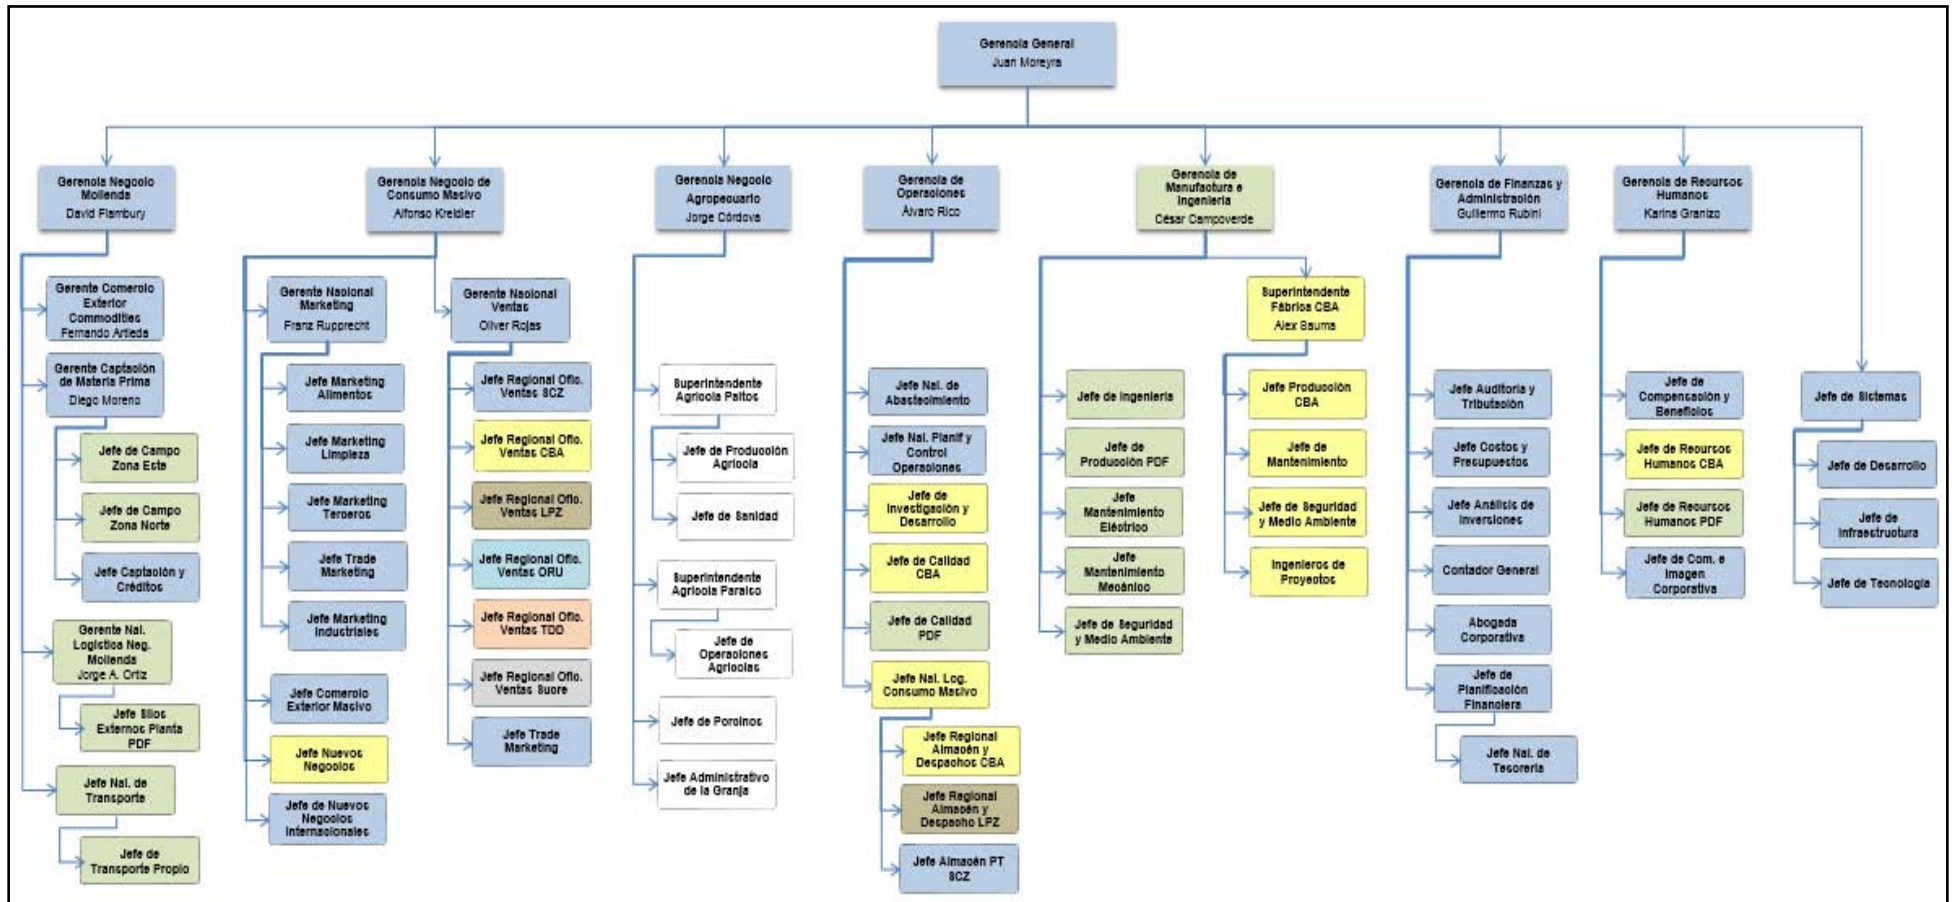 Gerencia General
Juan Moreyra
Gerencia Negocio
Molienda
David Flambury
Gerencia Negocio de
Consumo Masivo
Alfonso Kreidler
Gerencia Negocio
Agropecuario
Jorge Córdova
Gerencia de
Operaciones
Álvaro Rico
Gerencia de
Manufactura e
Ingeniería
César Campoverde
Gerencia de Finanzas y
Administración
Guillermo Rubini
Gerencia de Recursos
Humanos
Karina Granizo
Gerente Comercio
Exterior
Commodities
Fernando Artieda
Gerente Captación
de Materia Prima
Diego Moreno
Jefe de Campo
Zona Este
Jefe de Campo
Zona Norte
Jefe Captación y
Créditos
Gerente Nal.
Logística Neg.
Molienda
Jorge A. Ortiz
Jefe Silos
Externos Planta
PDF
Jefe Nal. de
Transporte
Jefe de
Transporte Propio
Gerente Nacional
Marketing
Franz Rupprecht
Jefe Marketing
Alimentos
Jefe Marketing
Limpieza
Jefe Marketing
Terceros
Jefe Trade
Marketing
Jefe Marketing
Industriales
Jefe Comercio
Exterior Masivo
Jefe Nuevos
Negocios
Jefe de Nuevos
Negocios
Internacionales
Gerente Nacional
Ventas
Oliver Rojas
Jefe Regional Ofic.
Ventas SCZ
Jefe Regional Ofic.
Ventas CBA
Jefe Regional Ofic.
Ventas LPZ
Jefe Regional Ofic.
Ventas ORU
Jefe Regional Ofic.
Ventas TDD
Jefe Regional Ofic.
Ventas Sucre
Jefe Trade
Marketing
Superintendente
Agrícola Paitos
Jefe de Producción
Agrícola
Jefe de Sanidad
Superintendente
Agrícola Paraíso
Jefe de
Operaciones
Agrícolas
Jefe de Porcinos
Jefe Administrativo
de la Granja
Jefe Nal. de
Abastecimiento
Jefe Nal. Planif y
Control
Operaciones
Jefe de
Investigación y
Desarrollo
Jefe de Calidad
CBA
Jefe de Calidad
PDF
Jefe Nal. Log.
Consumo Masivo
Jefe Regional
Almacén y
Despachos CBA
Jefe Regional
Almacén y
Despacho LPZ
Jefe Almacén PT
SCZ
Jefe de Ingeniería
Jefe de
Producción PDF
Jefe
Mantenimiento
Eléctrico
Jefe
Mantenimiento
Mecánico
Jefe de Seguridad
y Medio Ambiente
Superintendente
Fábrica CBA
Alex Sauma
Jefe Producción
CBA
Jefe de
Mantenimiento
Jefe de Seguridad
y Medio Ambiente
Ingenieros de
Proyectos
Jefe Auditoría y
Tributación
Jefe Costos y
Presupuestos
Jefe Análisis de
Inversiones
Contador General
Abogada
Corporativa
Jefe de
Planificación
Financiera
Jefe Nal. de
Tesorería
Jefe de
Compensación y
Beneficios
Jefe de Recursos
Humanos CBA
Jefe de Recursos
Humanos PDF
Jefe de Com. e
Imagen
Corporativa
Jefe de Sistemas
Jefe de Desarrollo
Jefe de
Infraestructura
Jefe de Tecnología